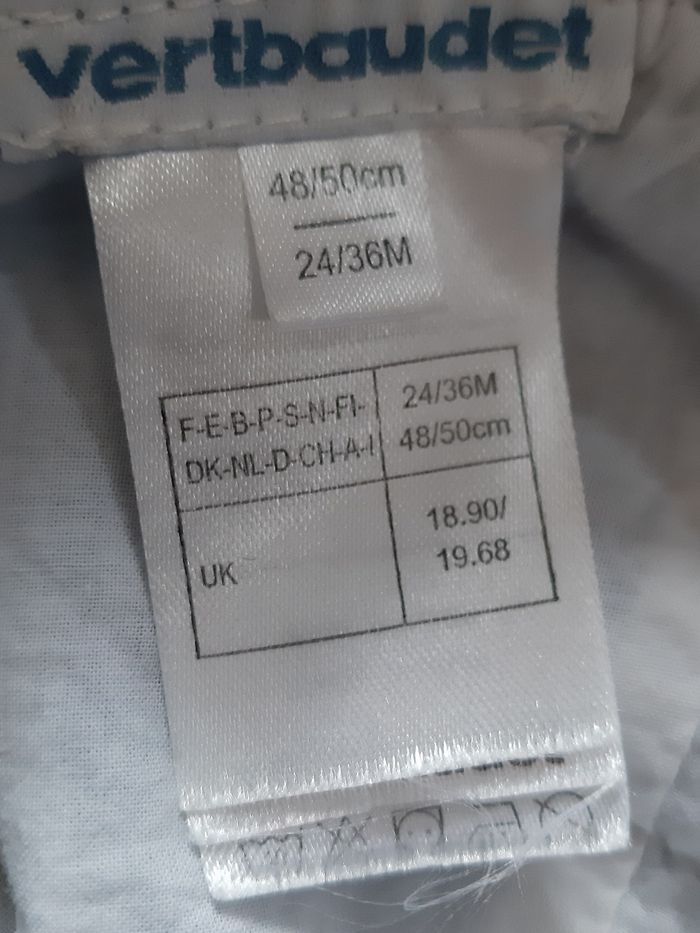 vertbaudet
48/50cm
24/36M
F-E-B-P-S-N-FI-
DK-NL-D-CH-A-I
24/36M
48/50cm
UK
18.90/
19.68